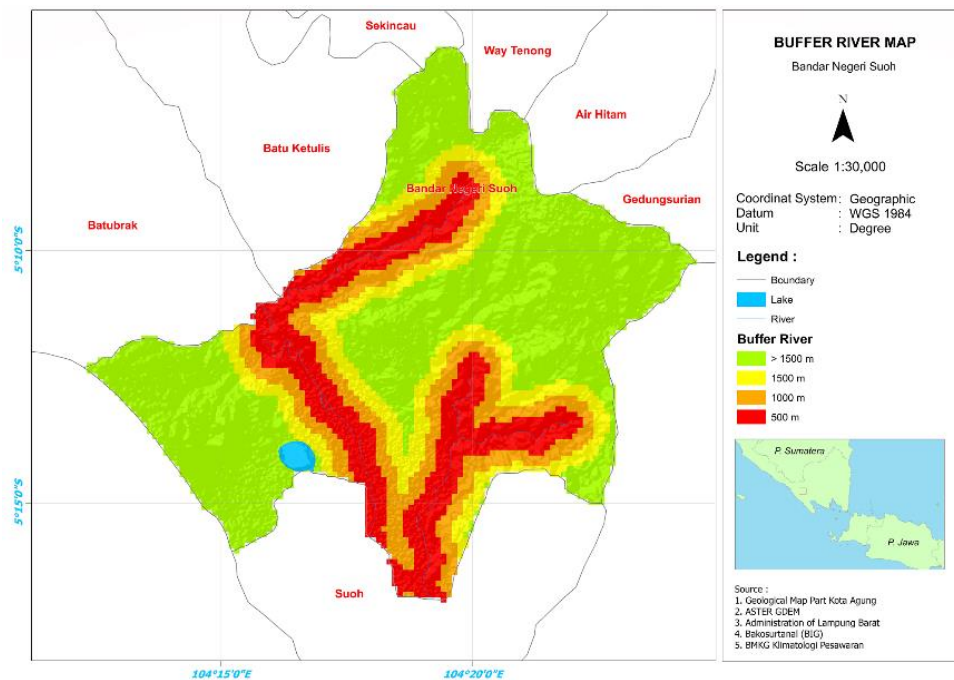 Sekincau
Way Tenong
Air Hitam
Batu Ketulis
Bandar Negeri Suoh
Gedungsurian
Batubrak
Suoh
5°10'0"S
5°15'0"S
104°15'0"E
104°20'0"E
BUFFER RIVER MAP
Bandar Negeri Suoh
N
Scale 1:30,000
Coordinat System : Geographic
Datum : WGS 1984
Unit : Degree
Legend :
Boundary
Lake
River
Buffer River
> 1500 m
1500 m
1000 m
500 m
P. Sumatera
P. Jawa
Source :
1. Geological Map Part Kota Agung
2. ASTER GDEM
3. Administration of Lampung Barat
4. Bakosurtanal (BIG)
5. BMKG Klimatologi Pesawaran